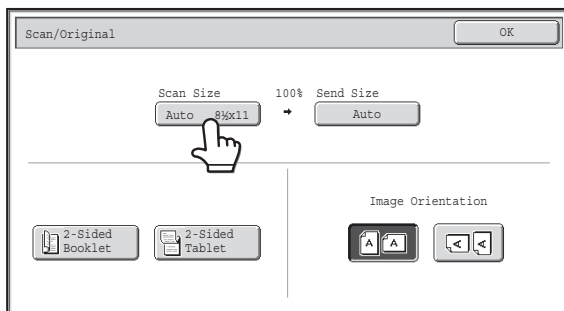 Scan/Original
OK
Scan Size
100%
Send Size
Auto 8½x11
Auto
Image Orientation
2-Sided
Booklet
2-Sided
Tablet
A A
A A